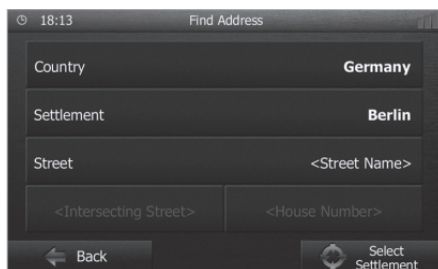 18:13 Find Address
Country Germany
Settlement Berlin
Street <Street Name>
<Intersecting Street> <House Number>
Back Select Settlement